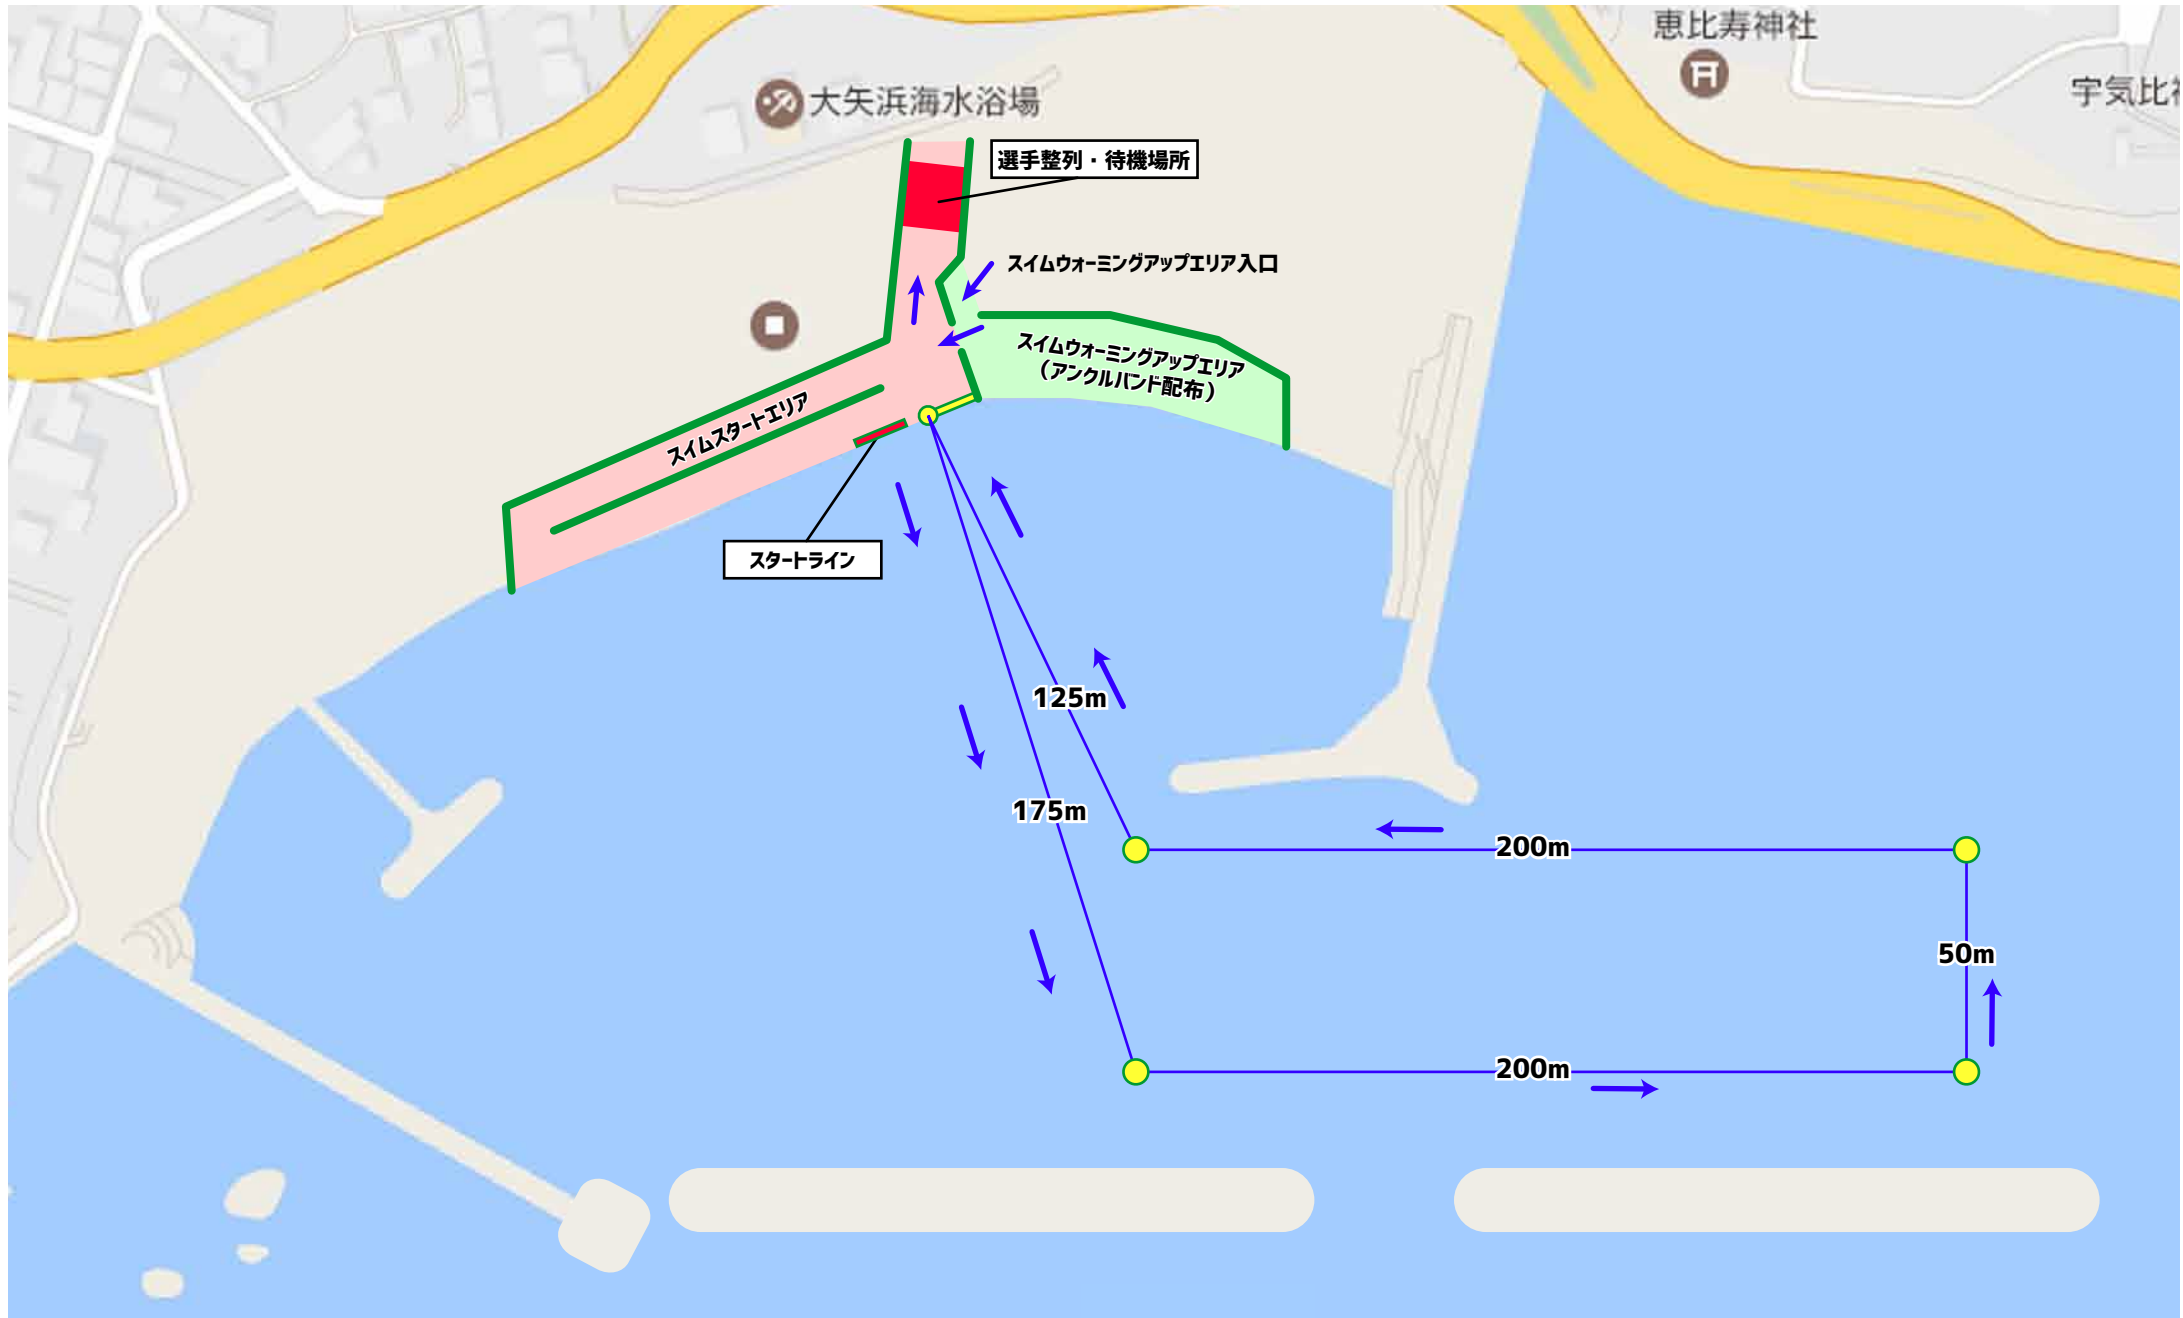 恵比寿神社
宇気比神
大矢浜海水浴場
選手整列・待機場所
スイムウォーミングアップエリア入口
スイムウォーミングアップエリア
（アンクルバンド配布）
スイムスタートエリア
スタートライン
125m
175m
200m
50m
200m